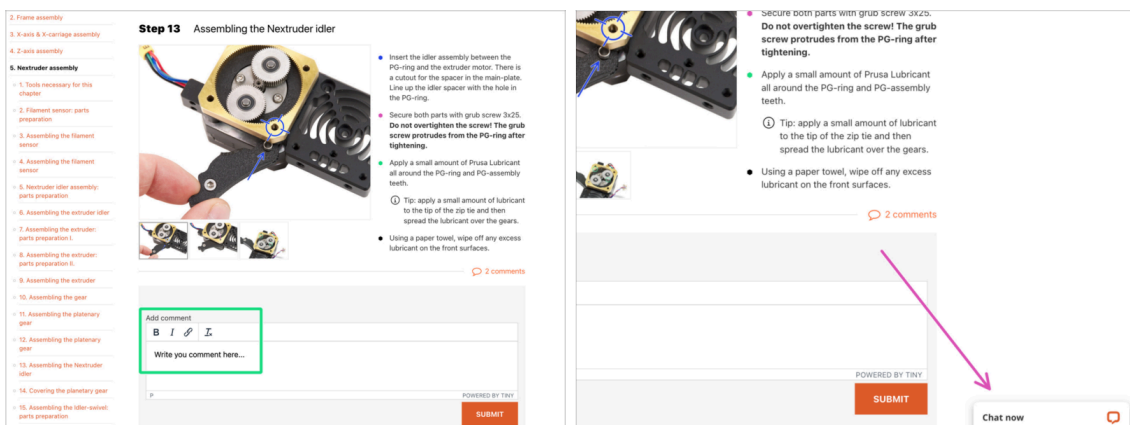 2. Frame assembly
3. X-axis & X-carriage assembly
4. Z-axis assembly
5. Nextruder assembly
1. Tools necessary for this
chapter
2. Filament sensor: parts
preparation
3. Assembling the filament
sensor
4. Assembling the filament
sensor
5. Nextruder idler assembly:
parts preparation
6. Assembling the extruder idler
7. Assembling the extruder:
parts preparation I.
8. Assembling the extruder:
parts preparation II.
9. Assembling the extruder
10. Assembling the gear
11. Assembling the platenary
gear
12. Assembling the platenary
gear
13. Assembling the Nextruder
idler
14. Covering the planetary gear
15. Assembling the Idler-swivel:
parts preparation
Step 13 Assembling the Nextruder idler
Insert the idler assembly between the
PG-ring and the extruder motor. There is
a cutout for the spacer in the main-plate.
Line up the idler spacer with the hole in
the PG-ring.
Secure both parts with grub screw 3x25.
Do not overtighten the screw! The grub
screw protrudes from the PG-ring after
tightening.
Apply a small amount of Prusa Lubricant
all around the PG-ring and PG-assembly
teeth.
Tip: apply a small amount of lubricant
to the tip of the zip tie and then
spread the lubricant over the gears.
Using a paper towel, wipe off any excess
lubricant on the front surfaces.
2 comments
Add comment
B I
Write you comment here...
P POWERED BY TINY
SUBMIT
Secure both parts with grub screw 3x25.
Do not overtighten the screw! The grub
screw protrudes from the PG-ring after
tightening.
Apply a small amount of Prusa Lubricant
all around the PG-ring and PG-assembly
teeth.
Tip: apply a small amount of lubricant
to the tip of the zip tie and then
spread the lubricant over the gears.
Using a paper towel, wipe off any excess
lubricant on the front surfaces.
2 comments
POWERED BY TINY
SUBMIT
Chat now